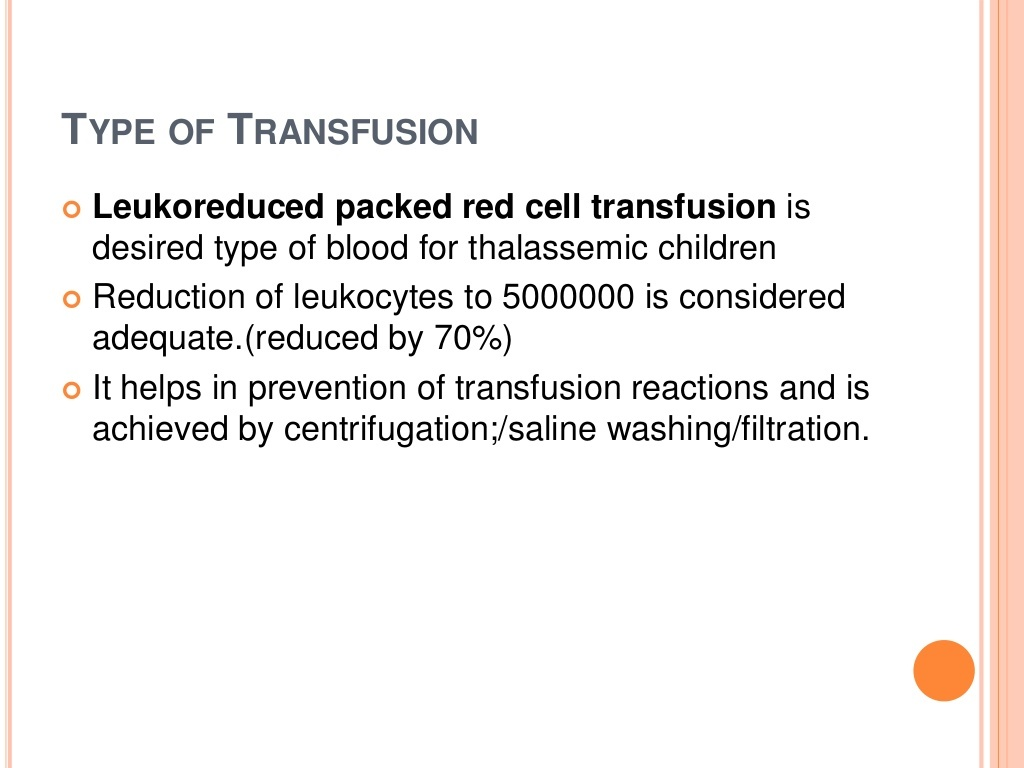 TYPE OF TRANSFUSION
Leukoreduced packed red cell transfusion is
desired type of blood for thalassemic children
Reduction of leukocytes to 5000000 is considered
adequate.(reduced by 70%)
It helps in prevention of transfusion reactions and is
achieved by centrifugation;/saline washing/filtration.